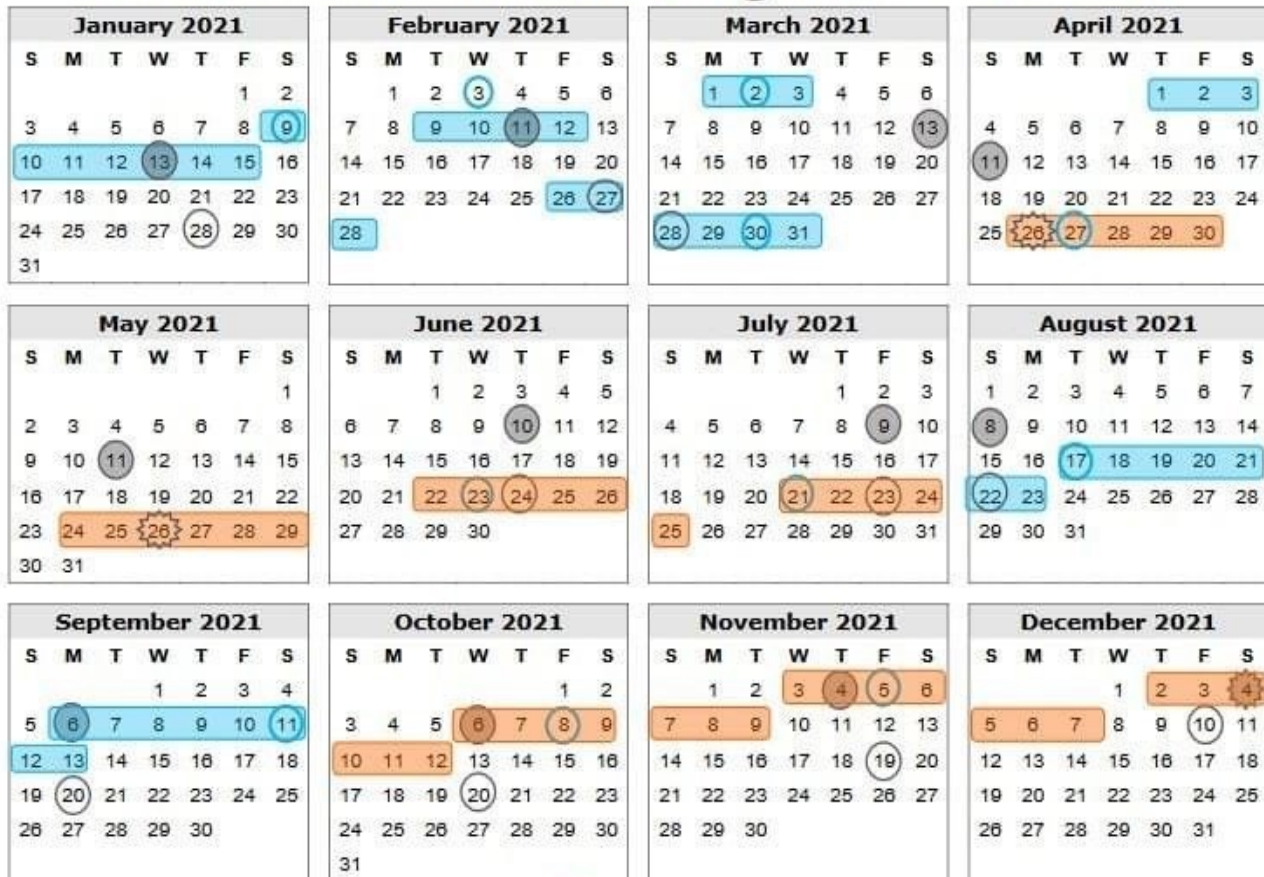 January 2021
S M T W T F S
1 2
3 4 5 6 7 8 9
10 11 12 13 14 15 16
17 18 19 20 21 22 23
24 25 26 27 28 29 30
31
February 2021
S M T W T F S
1 2 3 4 5 6
7 8 9 10 11 12 13
14 15 16 17 18 19 20
21 22 23 24 25 26 27
28
March 2021
S M T W T F S
1 2 3 4 5 6
7 8 9 10 11 12 13
14 15 16 17 18 19 20
21 22 23 24 25 26 27
28 29 30 31
April 2021
S M T W T F S
1 2 3
4 5 6 7 8 9 10
11 12 13 14 15 16 17
18 19 20 21 22 23 24
25 26 27 28 29 30
May 2021
S M T W T F S
1
2 3 4 5 6 7 8
9 10 11 12 13 14 15
16 17 18 19 20 21 22
23 24 25 26 27 28 29
30 31
June 2021
S M T W T F S
1 2 3 4 5
6 7 8 9 10 11 12
13 14 15 16 17 18 19
20 21 22 23 24 25 26
27 28 29 30
July 2021
S M T W T F S
1 2 3
4 5 6 7 8 9 10
11 12 13 14 15 16 17
18 19 20 21 22 23 24
25 26 27 28 29 30 31
August 2021
S M T W T F S
1 2 3 4 5 6 7
8 9 10 11 12 13 14
15 16 17 18 19 20 21
22 23 24 25 26 27 28
29 30 31
September 2021
S M T W T F S
1 2 3 4
5 6 7 8 9 10 11
12 13 14 15 16 17 18
19 20 21 22 23 24 25
26 27 28 29 30
October 2021
S M T W T F S
1 2
3 4 5 6 7 8 9
10 11 12 13 14 15 16
17 18 19 20 21 22 23
24 25 26 27 28 29 30
31
November 2021
S M T W T F S
1 2 3 4 5 6
7 8 9 10 11 12 13
14 15 16 17 18 19 20
21 22 23 24 25 26 27
28 29 30
December 2021
S M T W T F S
1 2 3 4
5 6 7 8 9 10 11
12 13 14 15 16 17 18
19 20 21 22 23 24 25
26 27 28 29 30 31